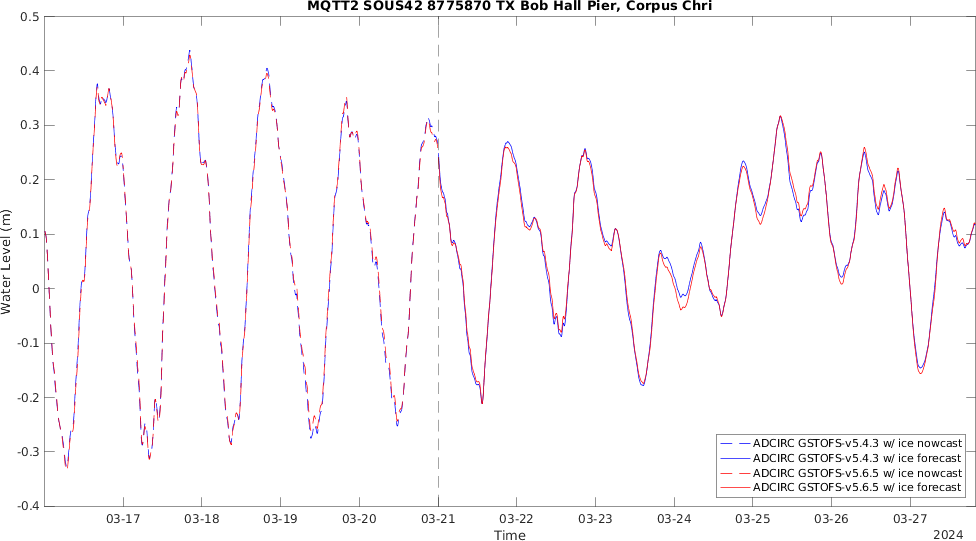 MQTT2 SOUS42 8775870 TX Bob Hall Pier, Corpus Chri
0.5
0.4
0.3
0.2
0.1
0
-0.1
-0.2
-0.3
-0.4
Water Level (m)
03-17 03-18 03-19 03-20 03-21 03-22 03-23 03-24 03-25 03-26 03-27
Time
2024
ADCIRC GSTOFS-v5.4.3 w/ ice nowcast
ADCIRC GSTOFS-v5.4.3 w/ ice forecast
ADCIRC GSTOFS-v5.6.5 w/ ice nowcast
ADCIRC GSTOFS-v5.6.5 w/ ice forecast